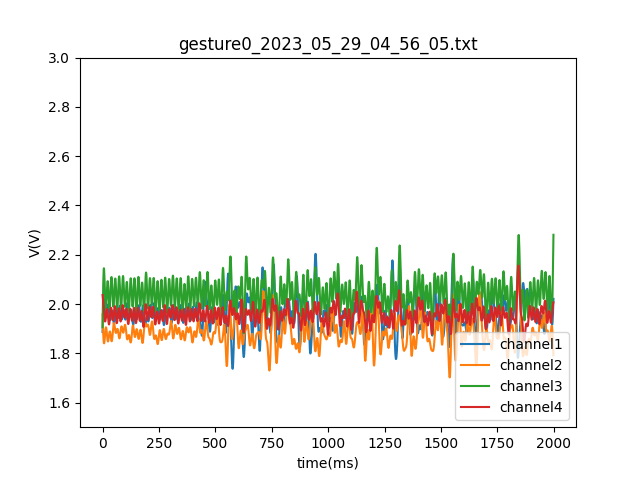 gesture0_2023_05_29_04_56_05.txt
3.0
2.8
2.6
2.4
2.2
2.0
1.8
1.6
V(V)
channel1
channel2
channel3
channel4
0 250 500 750 1000 1250 1500 1750 2000
time(ms)